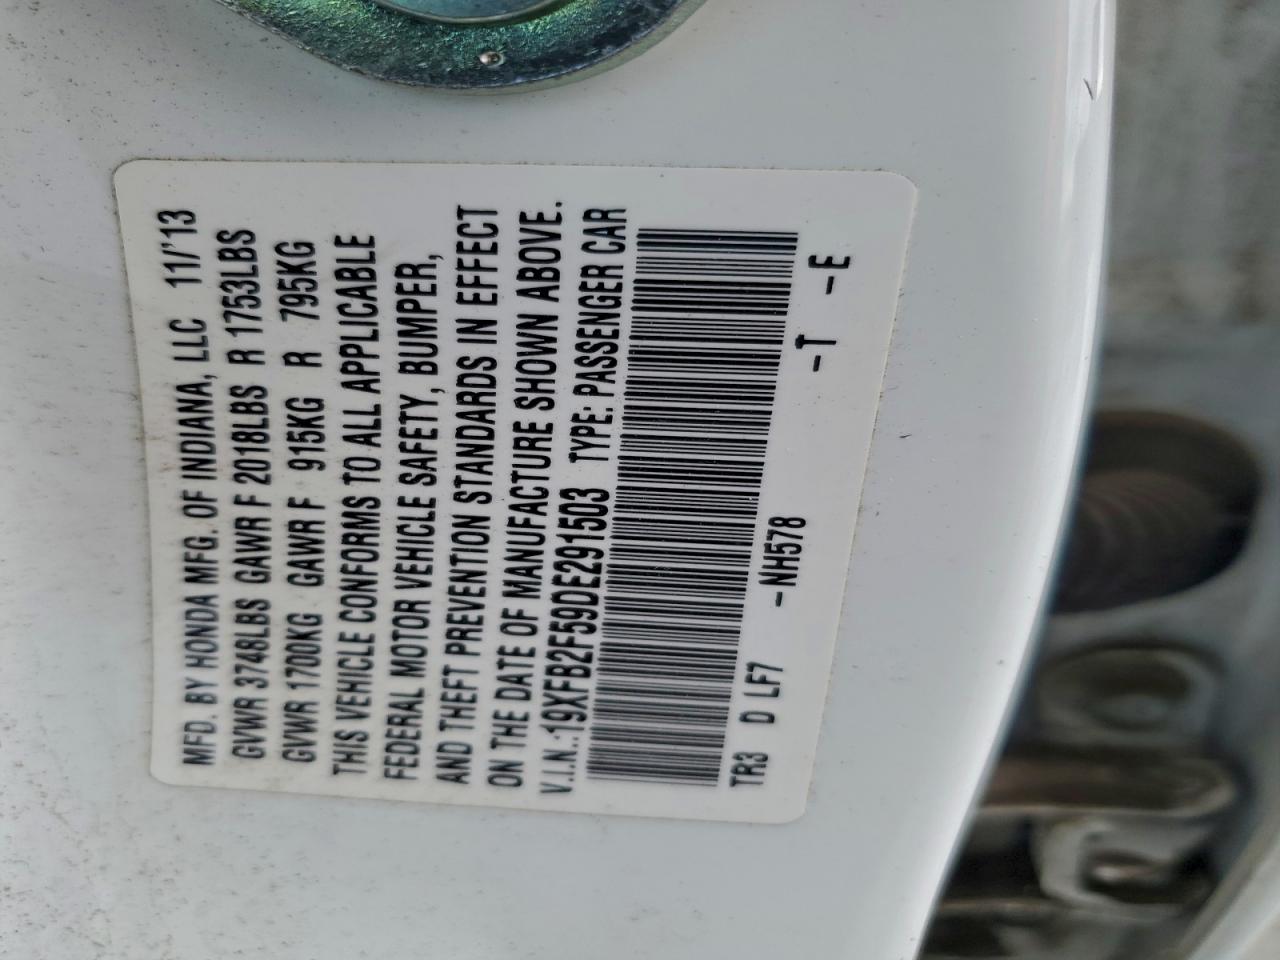 MFD. BY HONDA MFG. OF INDIANA, LLC 11/'13
GVWR 3748LBS GAWR F 2018LBS R 1753LBS
GVWR 1700KG GAWR F 915KG R 795KG
THIS VEHICLE CONFORMS TO ALL APPLICABLE
FEDERAL MOTOR VEHICLE SAFETY, BUMPER,
AND THEFT PREVENTION STANDARDS IN EFFECT
ON THE DATE OF MANUFACTURE SHOWN ABOVE.
V.I.N.:19XFB2F59DE291503 TYPE: PASSENGER CAR
TR3 D LF7 -NH578 -T -E